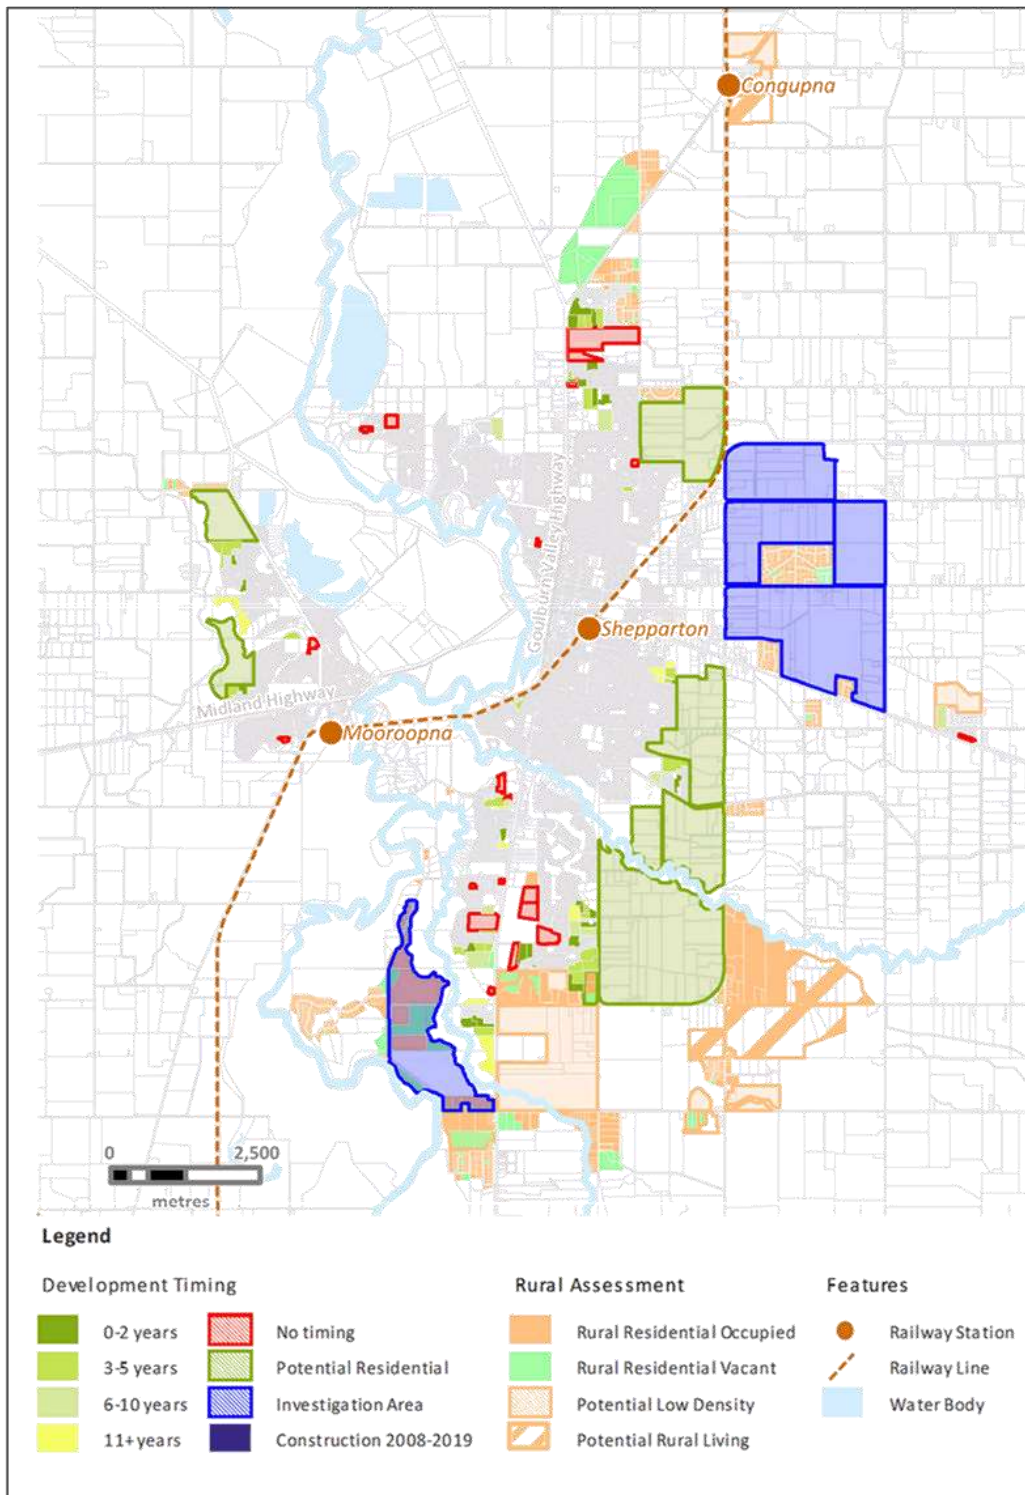 Congupna
Goulburn Valley Highway
Shepparton
Midland Highway
Mooroopna
0 2,500
metres
Legend
Development Timing
0-2 years
3-5 years
6-10 years
11+years
No timing
Potential Residential
Investigation Area
Construction 2008-2019
Rural Assessment
Rural Residential Occupied
Rural Residential Vacant
Potential Low Density
Potential Rural Living
Features
Railway Station
Railway Line
Water Body